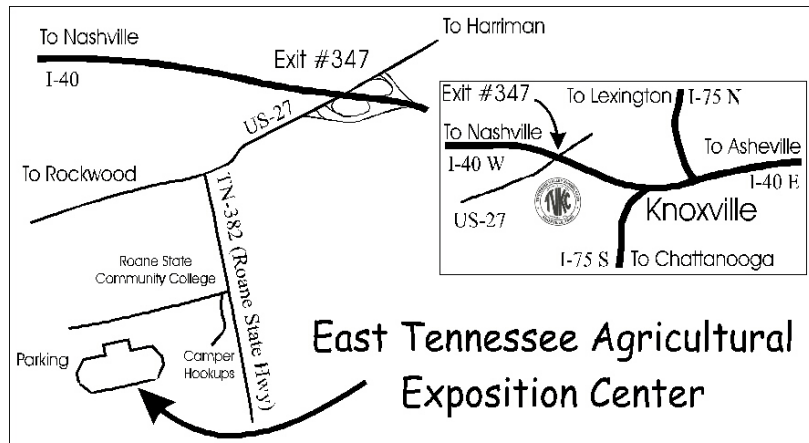 To Nashville
I-40
Exit #347
To Harriman
US-27
To Rockwood
TN-382 (Roane State Hwy)
Roane State
Community College
Camper
Hookups
Parking
Exit #347
To Lexington
I-75 N
To Nashville
I-40 W
To Asheville
I-40 E
US-27
TVKC
Knoxville
I-75 S
To Chattanooga
East Tennessee Agricultural
Exposition Center